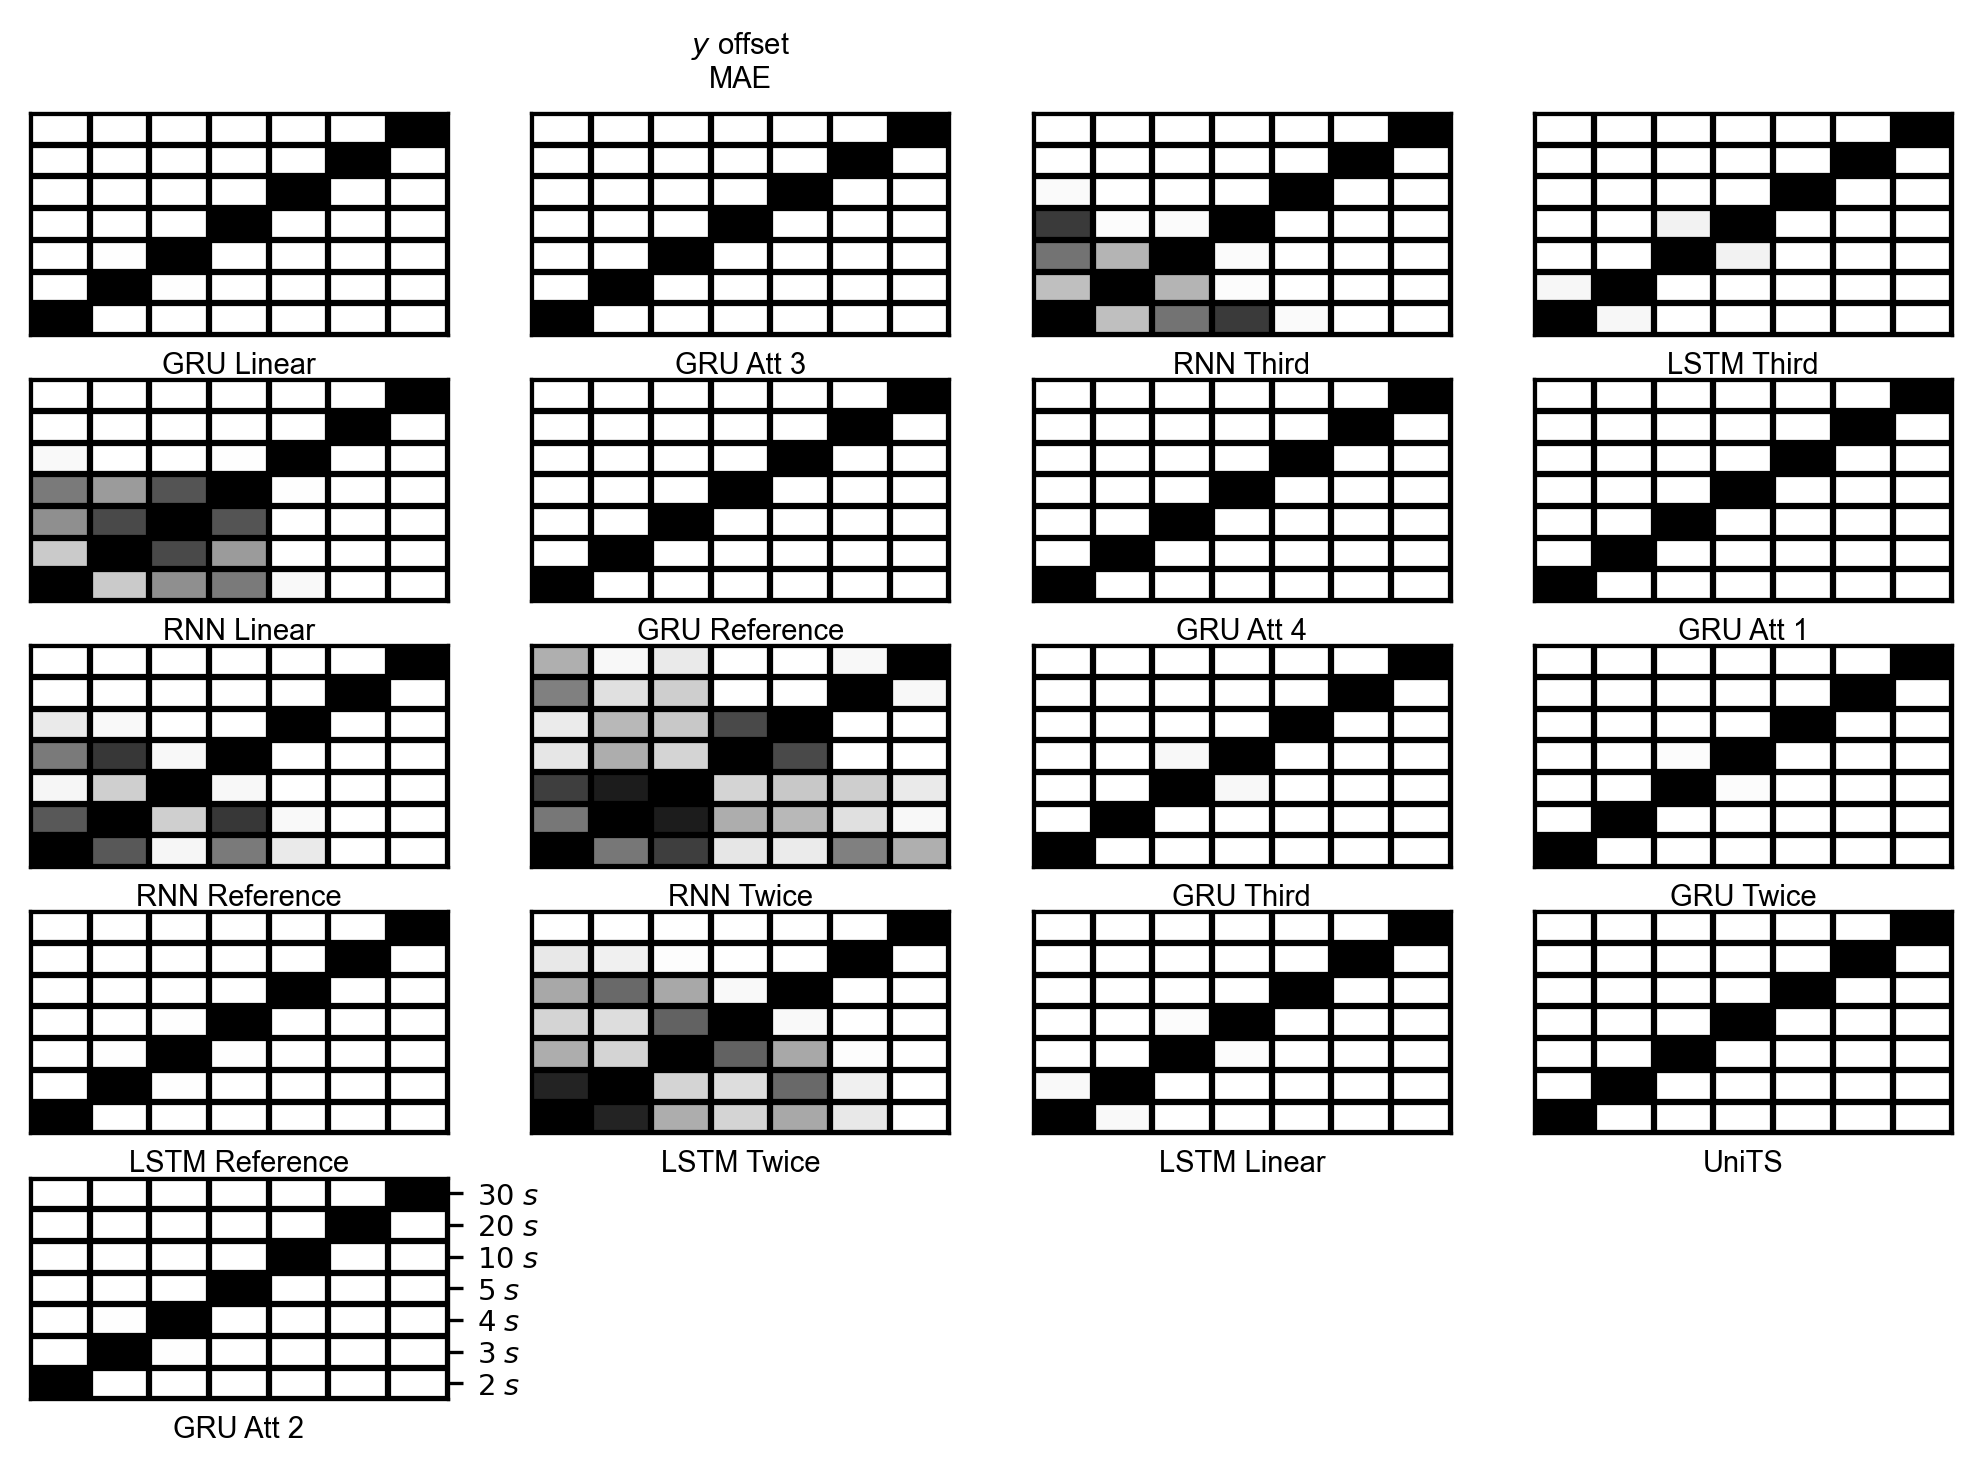 y offset
MAE
GRU Linear
GRU Att 3
RNN Third
LSTM Third
RNN Linear
GRU Reference
GRU Att 4
GRU Att 1
RNN Reference
RNN Twice
GRU Third
GRU Twice
LSTM Reference
LSTM Twice
LSTM Linear
UniTS
30 s
20 s
10 s
5 s
4 s
3 s
2 s
GRU Att 2